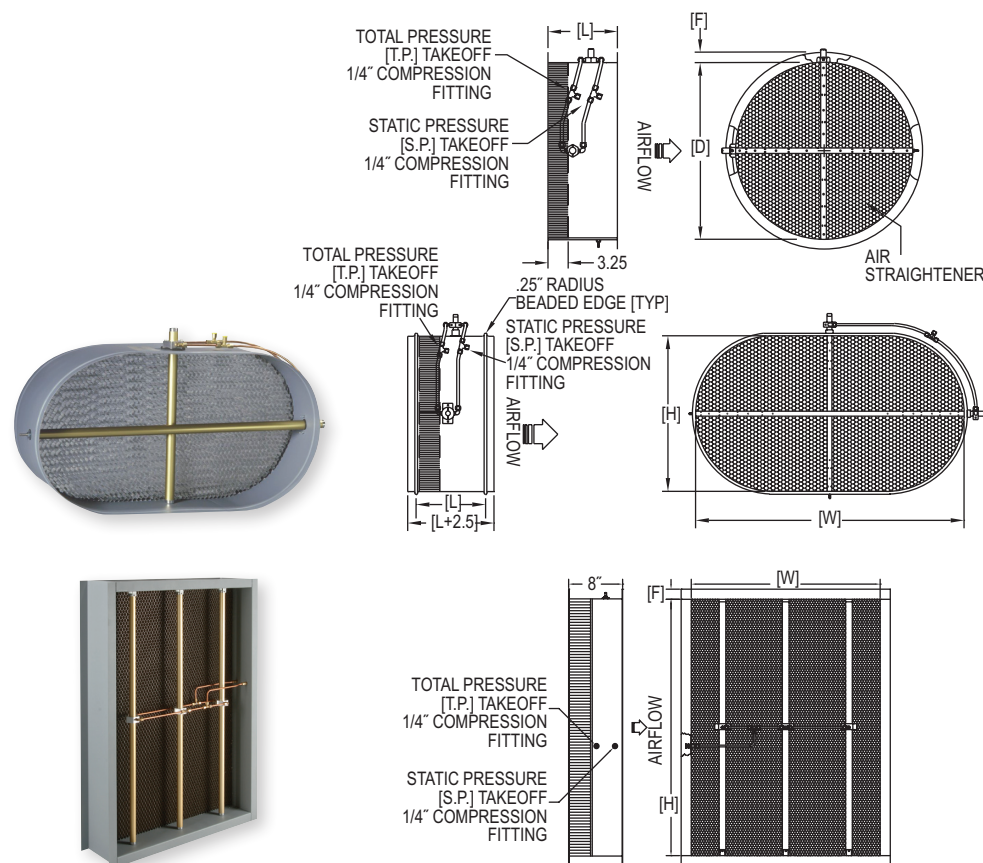 [L]
[F]
TOTAL PRESSURE
[T.P.] TAKEOFF
1/4˝ COMPRESSION
FITTING
STATIC PRESSURE
[S.P.] TAKEOFF
1/4˝ COMPRESSION
FITTING
AIRFLOW
[D]
3.25
AIR
STRAIGHTENER
TOTAL PRESSURE
[T.P.] TAKEOFF
1/4˝ COMPRESSION
FITTING
.25˝ RADIUS
BEADED EDGE [TYP]
STATIC PRESSURE
[S.P.] TAKEOFF
1/4˝ COMPRESSION
FITTING
AIRFLOW
[H]
[L]
[L+2.5]
[W]
8˝
[F]
[W]
TOTAL PRESSURE
[T.P.] TAKEOFF
1/4˝ COMPRESSION
FITTING
AIRFLOW
STATIC PRESSURE
[S.P.] TAKEOFF
1/4˝ COMPRESSION
FITTING
[H]